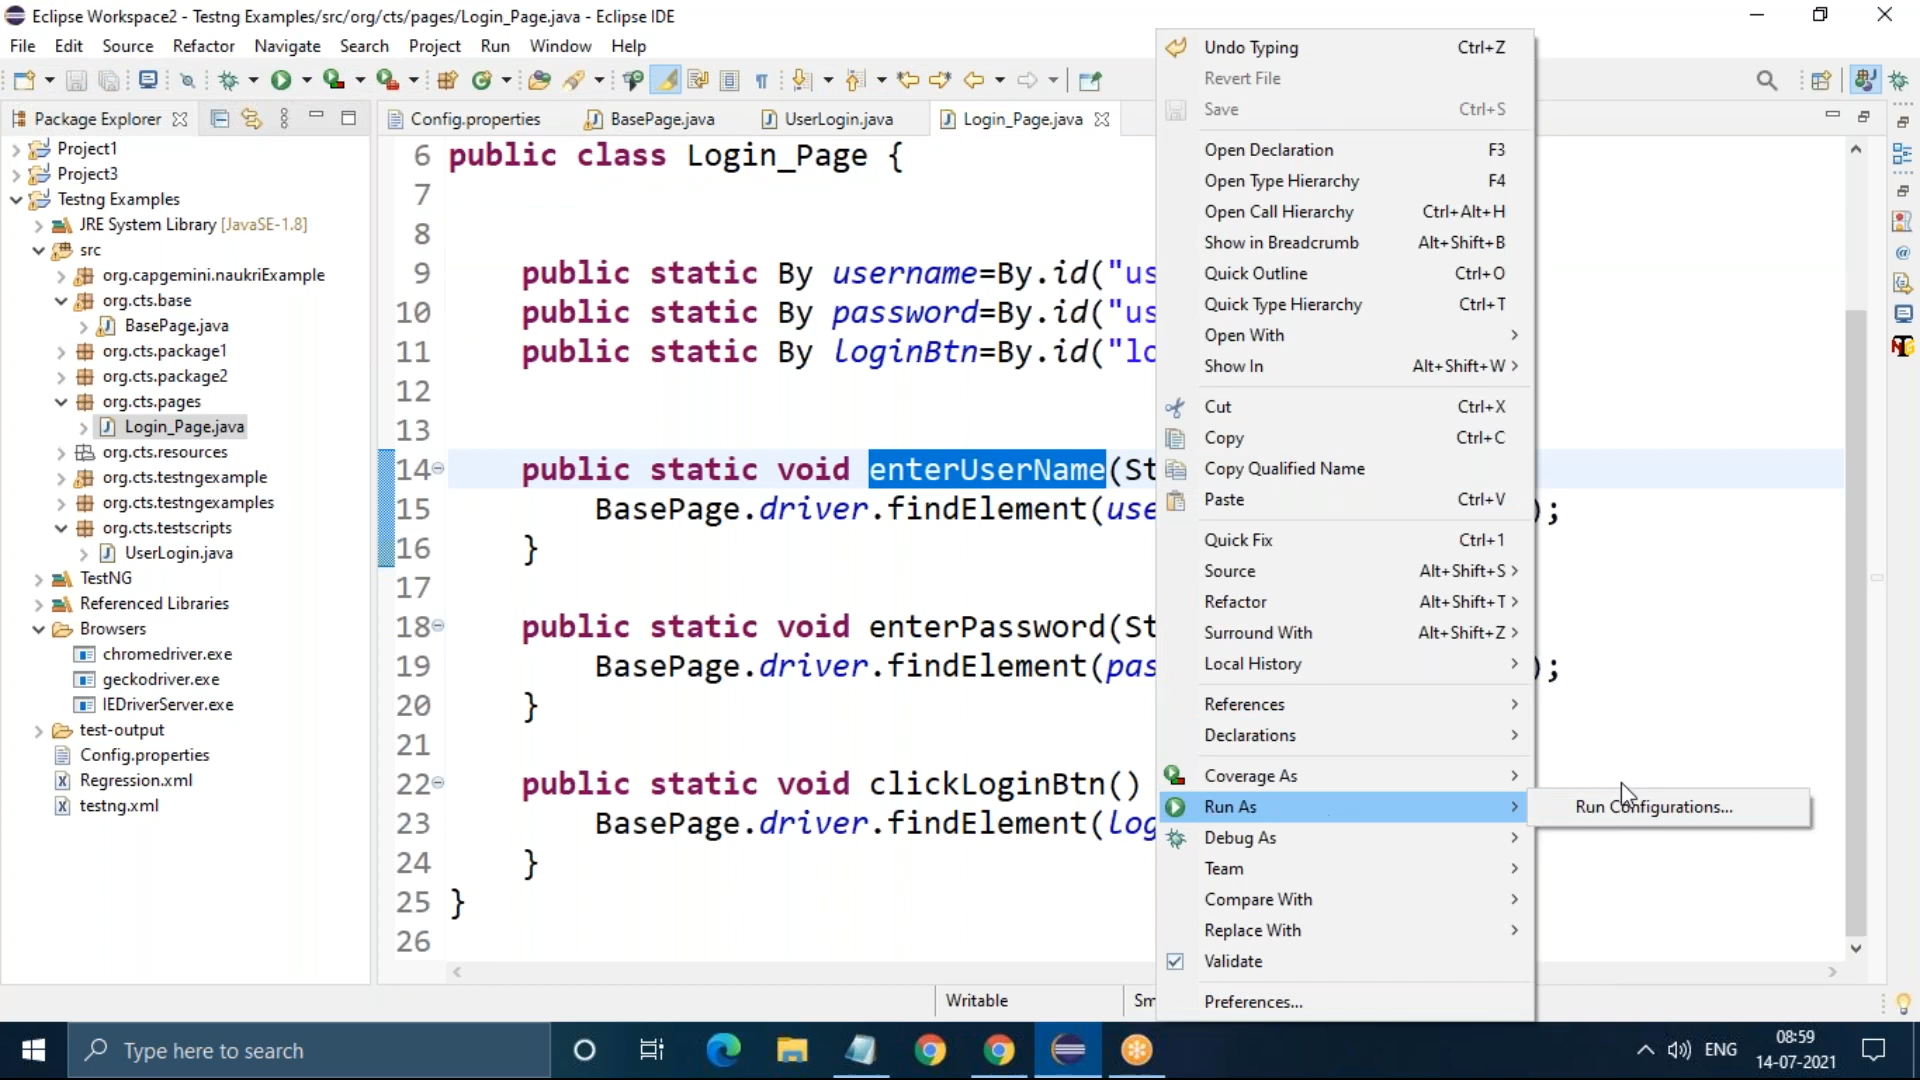 Eclipse Workspace2 - Testng Examples/src/org/cts/pages/Login_Page.java - Eclipse IDE
File Edit Source Refactor Navigate Search Project Run Window Help
Package Explorer
Project1
Project3
Testng Examples
JRE System Library [JavaSE-1.8]
src
org.capgemini.naukriExample
org.cts.base
BasePage.java
org.cts.package1
org.cts.package2
org.cts.pages
Login_Page.java
org.cts.resources
org.cts.testngexample
org.cts.testngexamples
org.cts.testscripts
UserLogin.java
TestNG
Referenced Libraries
Browsers
chromedriver.exe
geckodriver.exe
IEDriverServer.exe
test-output
Config.properties
Regression.xml
testng.xml
Config.properties BasePage.java UserLogin.java Login_Page.java
6 public class Login_Page {
7
8
9 public static By username=By.id("us
10 public static By password=By.id("us
11 public static By loginBtn=By.id("lo
12
13
14 public static void enterUserName(St
15 BasePage.driver.findElement(use );
16 }
17
18 public static void enterPassword(St
19 BasePage.driver.findElement(pas );
20 }
21
22 public static void clickLoginBtn()
23 BasePage.driver.findElement(log
24 }
25 }
26
Undo Typing Ctrl+Z
Revert File
Save Ctrl+S
Open Declaration F3
Open Type Hierarchy F4
Open Call Hierarchy Ctrl+Alt+H
Show in Breadcrumb Alt+Shift+B
Quick Outline Ctrl+O
Quick Type Hierarchy Ctrl+T
Open With
Show In Alt+Shift+W
Cut Ctrl+X
Copy Ctrl+C
Copy Qualified Name
Paste Ctrl+V
Quick Fix Ctrl+1
Source Alt+Shift+S
Refactor Alt+Shift+T
Surround With Alt+Shift+Z
Local History
References
Declarations
Coverage As
Run As
Run Configurations...
Debug As
Team
Compare With
Replace With
Validate
Preferences...
Writable Sm
Type here to search
ENG
08:59
14-07-2021